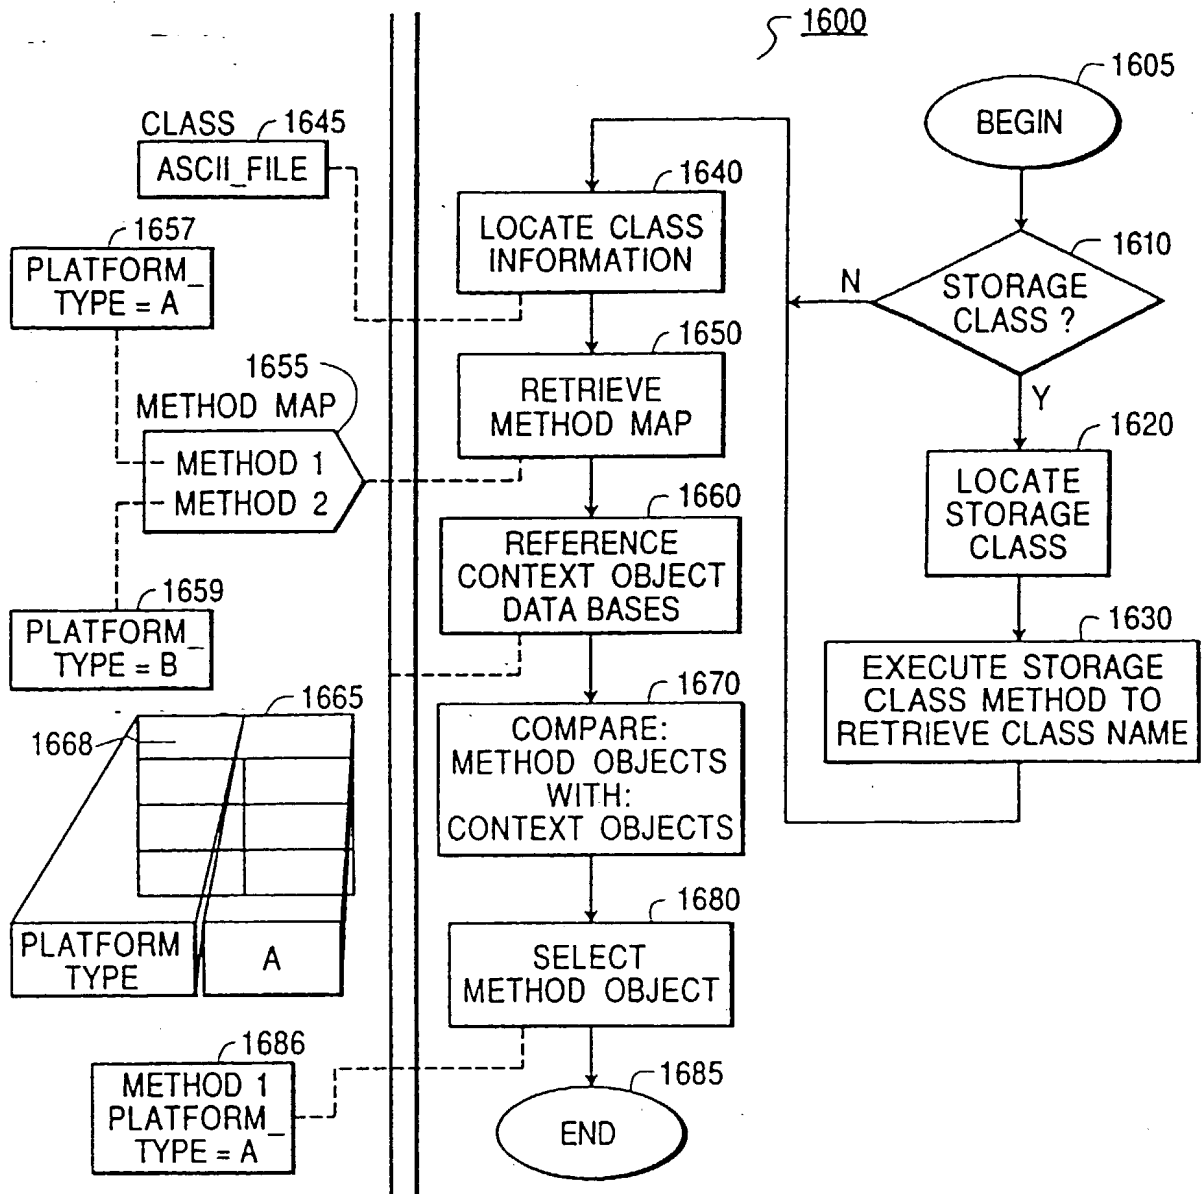 1600
1605
BEGIN
CLASS
1645
ASCII_FILE
1640
LOCATE CLASS
INFORMATION
1610
STORAGE
CLASS ?
N
Y
1657
PLATFORM_
TYPE = A
1650
RETRIEVE
METHOD MAP
1655
METHOD MAP
METHOD 1
METHOD 2
1620
LOCATE
STORAGE
CLASS
1660
REFERENCE
CONTEXT OBJECT
DATA BASES
1659
PLATFORM_
TYPE = B
1630
EXECUTE STORAGE
CLASS METHOD TO
RETRIEVE CLASS NAME
1665
1668
PLATFORM
TYPE
A
1670
COMPARE:
METHOD OBJECTS
WITH:
CONTEXT OBJECTS
1680
SELECT
METHOD OBJECT
1686
METHOD 1
PLATFORM_
TYPE = A
1685
END